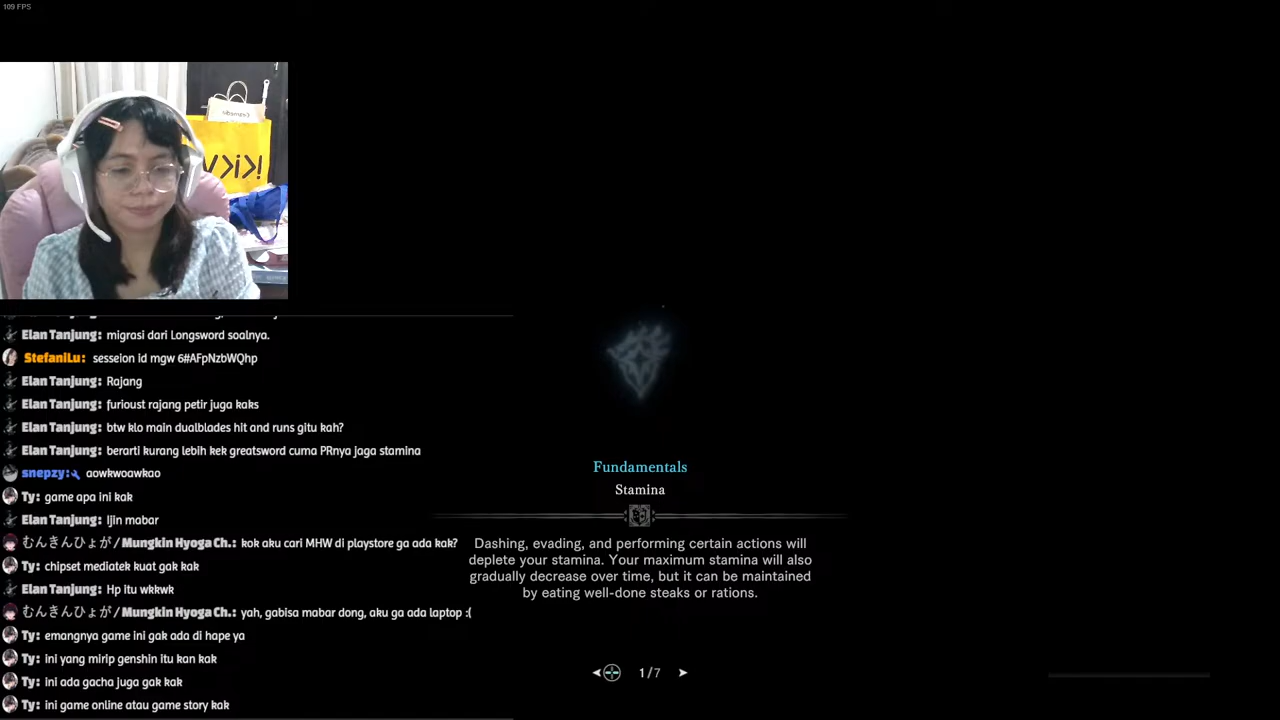 109 FPS
Elan Tanjung: migrasi dari Longsword soalnya.
StefaniLu: sesseion id mgw 6#AFpNzbWQhp
Elan Tanjung: Rajang
Elan Tanjung: furioust rajang petir juga kaks
Elan Tanjung: btw klo main dualblades hit and runs gitu kah?
Elan Tanjung: berarti kurang lebih kek greatsword cuma PRnya jaga stamina
snepzy: aowkwoawkao
Ty: game apa ini kak
Elan Tanjung: Ijin mabar
むんきんひょが / Mungkin Hyoga Ch.: kok aku cari MHW di playstore ga ada kak?
Ty: chipset mediatek kuat gak kak
Elan Tanjung: Hp itu wkkwk
むんきんひょが / Mungkin Hyoga Ch.: yah, gabisa mabar dong, aku ga ada laptop :(
Ty: emangnya game ini gak ada di hape ya
Ty: ini yang mirip genshin itu kan kak
Ty: ini ada gacha juga gak kak
Ty: ini game online atau game story kak
Fundamentals
Stamina
Dashing, evading, and performing certain actions will
deplete your stamina. Your maximum stamina will also
gradually decrease over time, but it can be maintained
by eating well-done steaks or rations.
1/7